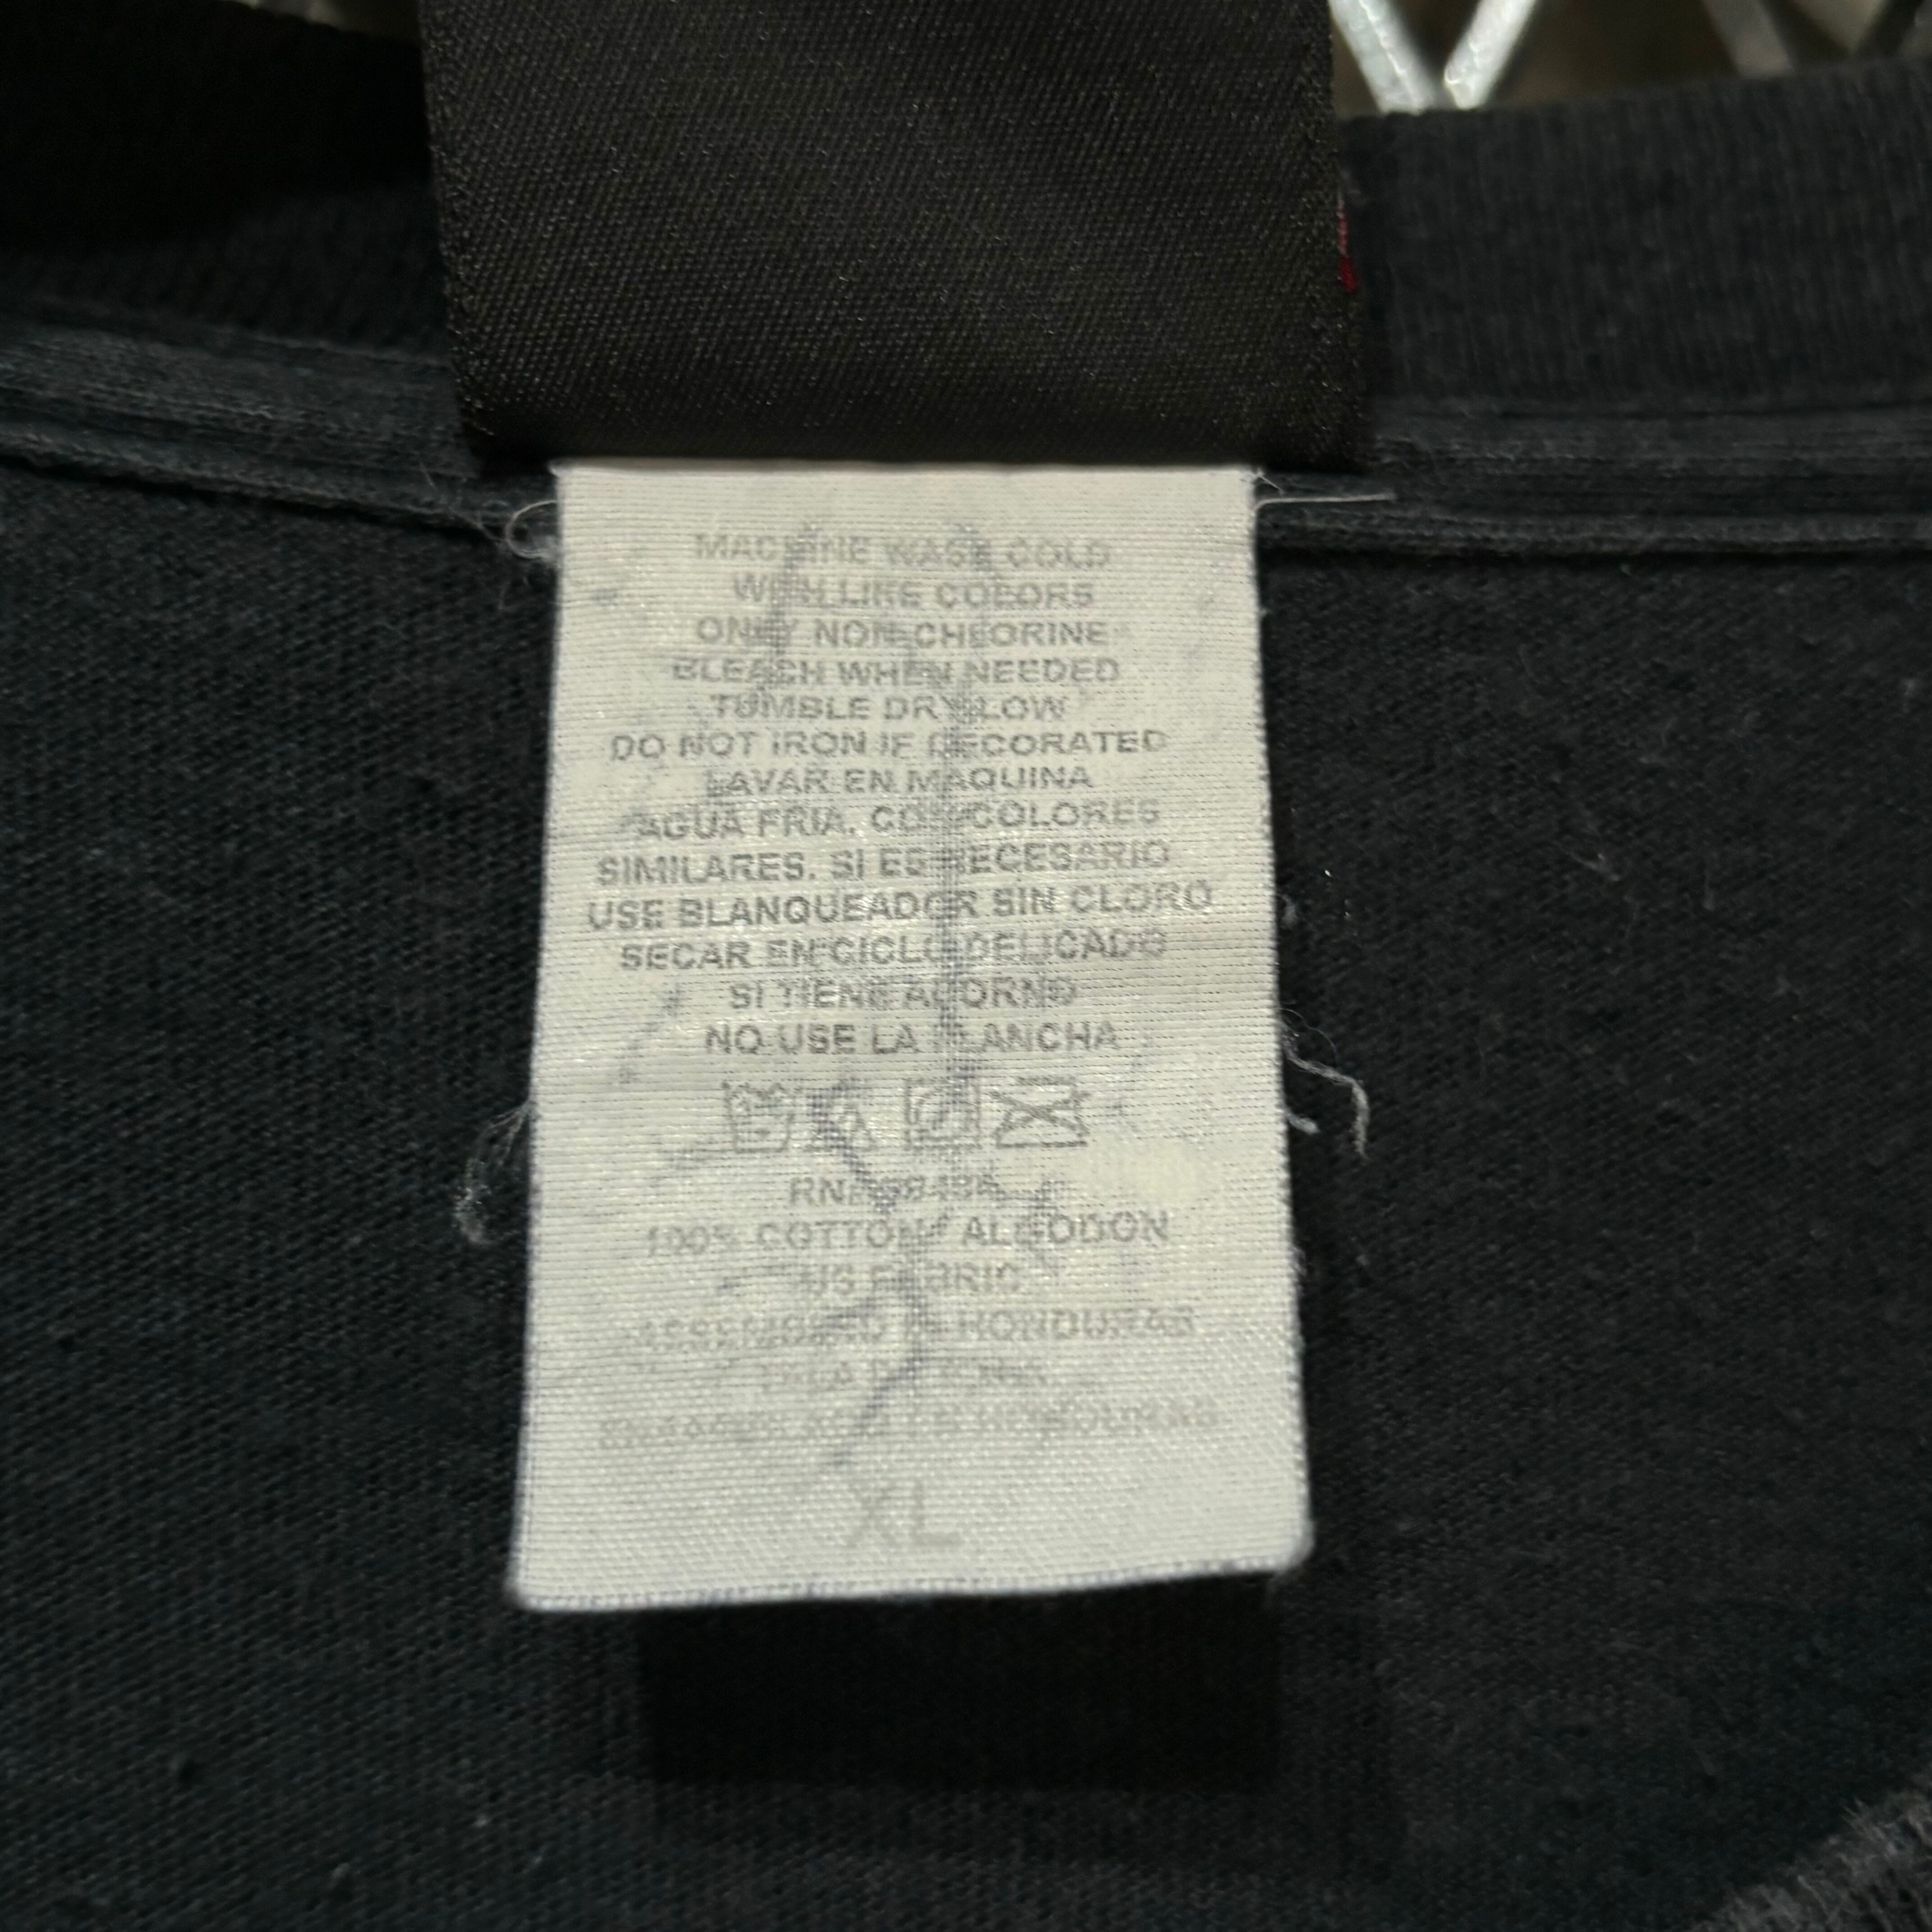 MACHINE WASH COLD
WITH LIKE COLORS
ONLY NON-CHLORINE
BLEACH WHEN NEEDED
TUMBLE DRY LOW
DO NOT IRON IF DECORATED
LAVAR EN MAQUINA
AGUA FRIA, CON COLORES
SIMILARES. SI ES NECESARIO
USE BLANQUEADOR SIN CLORO
SECAR EN CICLO DELICADO
SI TIENE ADORNO
NO USE LA PLANCHA
100% COTTON/ ALGODON
US FABRIC
ASSEMBLED IN HONDURAS
EN HONDURAS
XL